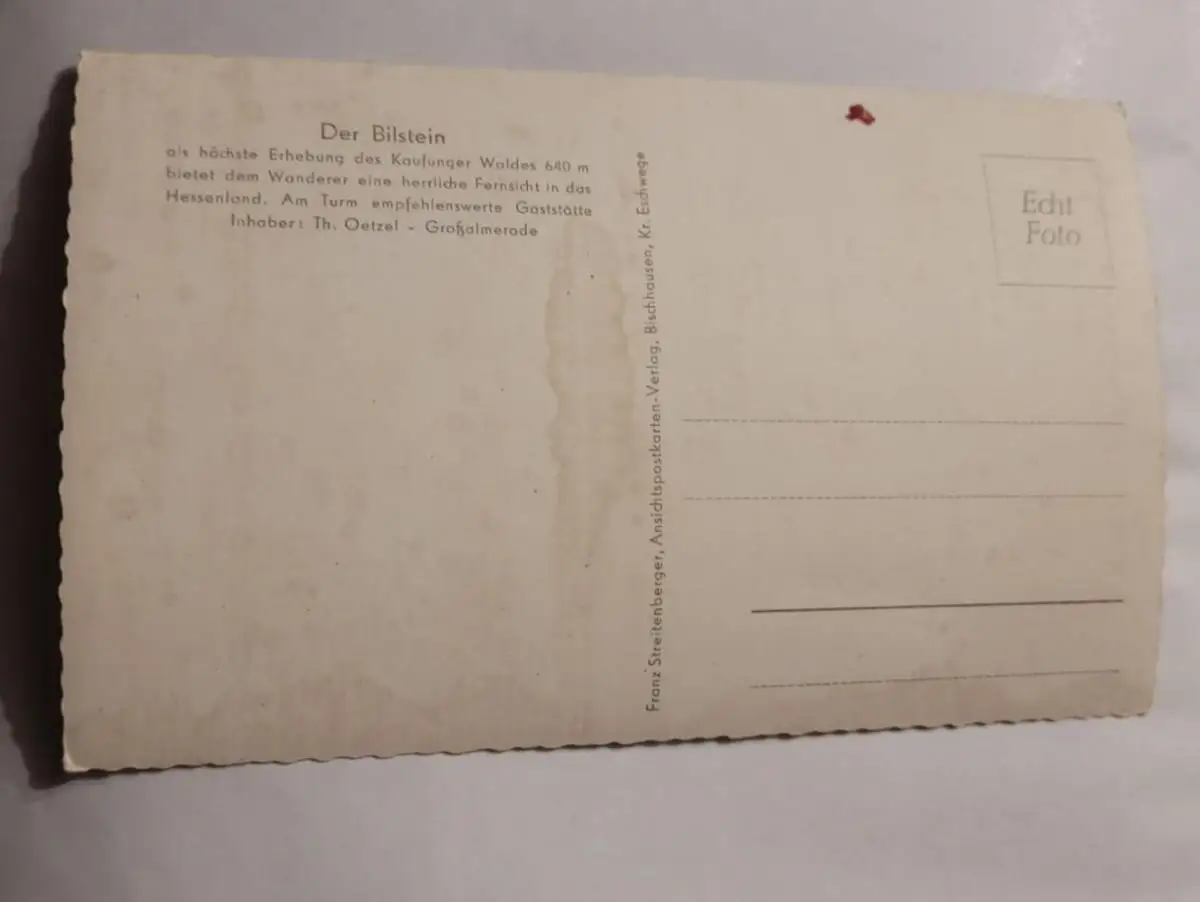 Der Bilstein
als höchste Erhebung des Kaufunger Waldes 640 m
bietet dem Wanderer eine herrliche Fernsicht in das
Hessenland. Am Turm empfehlenswerte Gaststätte
Inhaber: Th. Oetzel - Großalmerode
Franz Streitenberger, Ansichtspostkarten-Verlag, Bischhausen, Kr. Eschwege
Echt
Foto